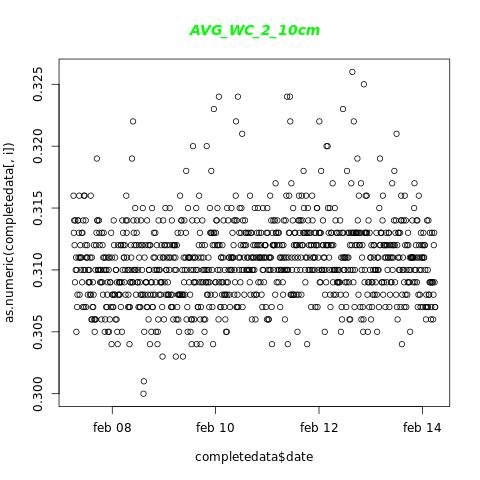 AVG_WC_2_10cm
as.numeric(completedata[, i])
0.325
0.320
0.315
0.310
0.305
0.300
feb 08
feb 10
feb 12
feb 14
completedata$date